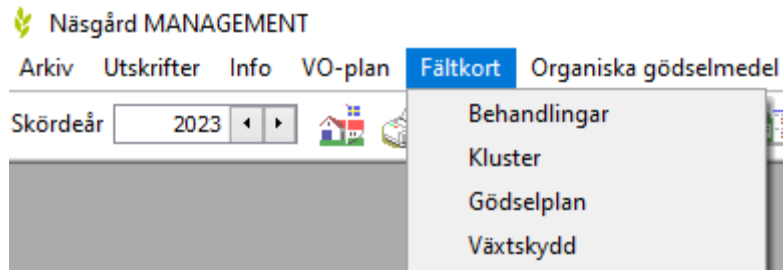 Näsgård MANAGEMENT
Arkiv Utskrifter Info VO-plan Fältkort Organiska gödselmedel
Skördeår 2023
Behandlingar
Kluster
Gödselplan
Växtskydd